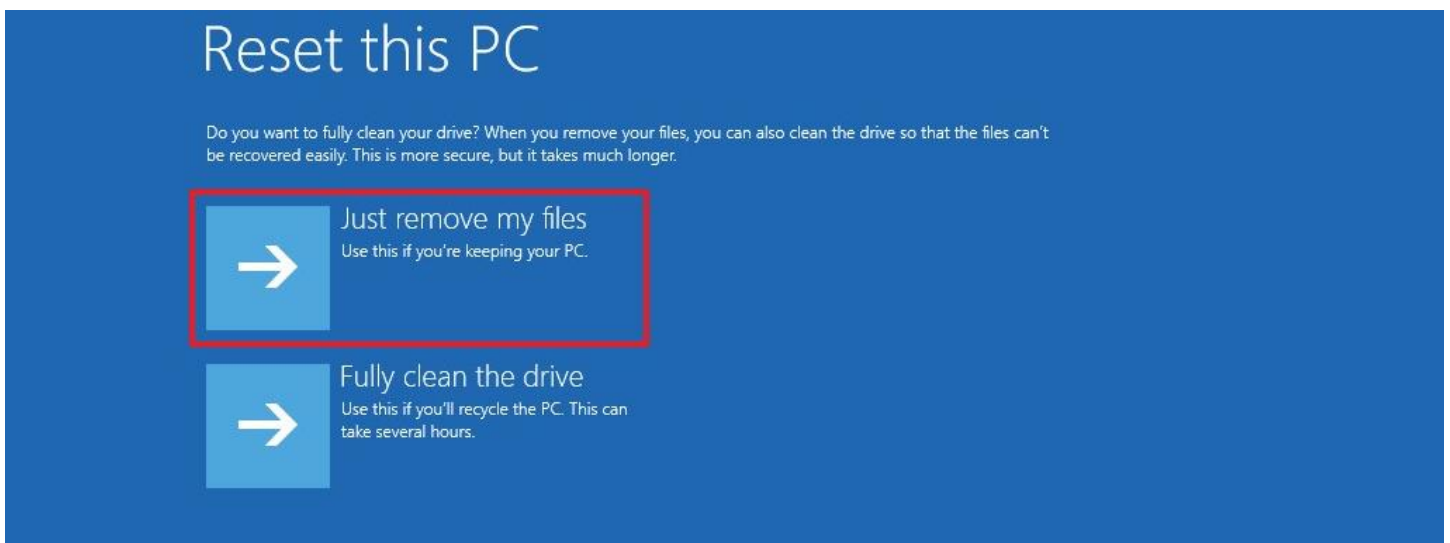 Reset this PC
Do you want to fully clean your drive? When you remove your files, you can also clean the drive so that the files can't
be recovered easily. This is more secure, but it takes much longer.
Just remove my files
Use this if you're keeping your PC.
Fully clean the drive
Use this if you'll recycle the PC. This can
take several hours.